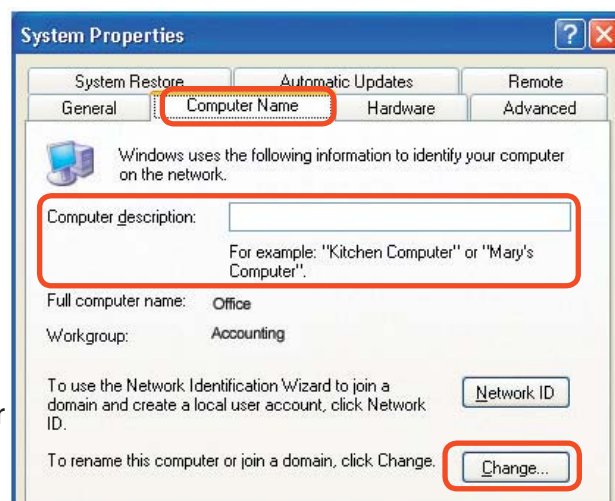 System Properties
System Restore Automatic Updates Remote
General Computer Name Hardware Advanced
Windows uses the following information to identify your computer
on the network.
Computer description:
For example: "Kitchen Computer" or "Mary's
Computer".
Full computer name: Office
Workgroup: Accounting
To use the Network Identification Wizard to join a
domain and create a local user account, click Network
ID.
Network ID
To rename this computer or join a domain, click Change.
Change...